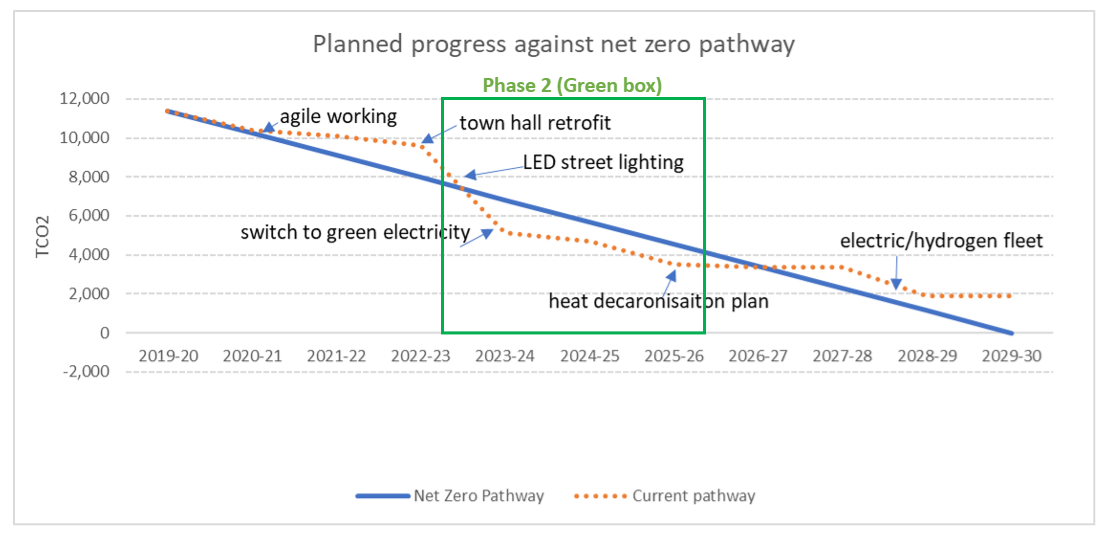 Planned progress against net zero pathway
Phase 2 (Green box)
12,000
10,000
8,000
6,000
4,000
2,000
0
-2,000
TCO2
agile working
town hall retrofit
LED street lighting
switch to green electricity
heat decaronisaiton plan
electric/hydrogen fleet
2019-20 2020-21 2021-22 2022-23 2023-24 2024-25 2025-26 2026-27 2027-28 2028-29 2029-30
Net Zero Pathway Current pathway